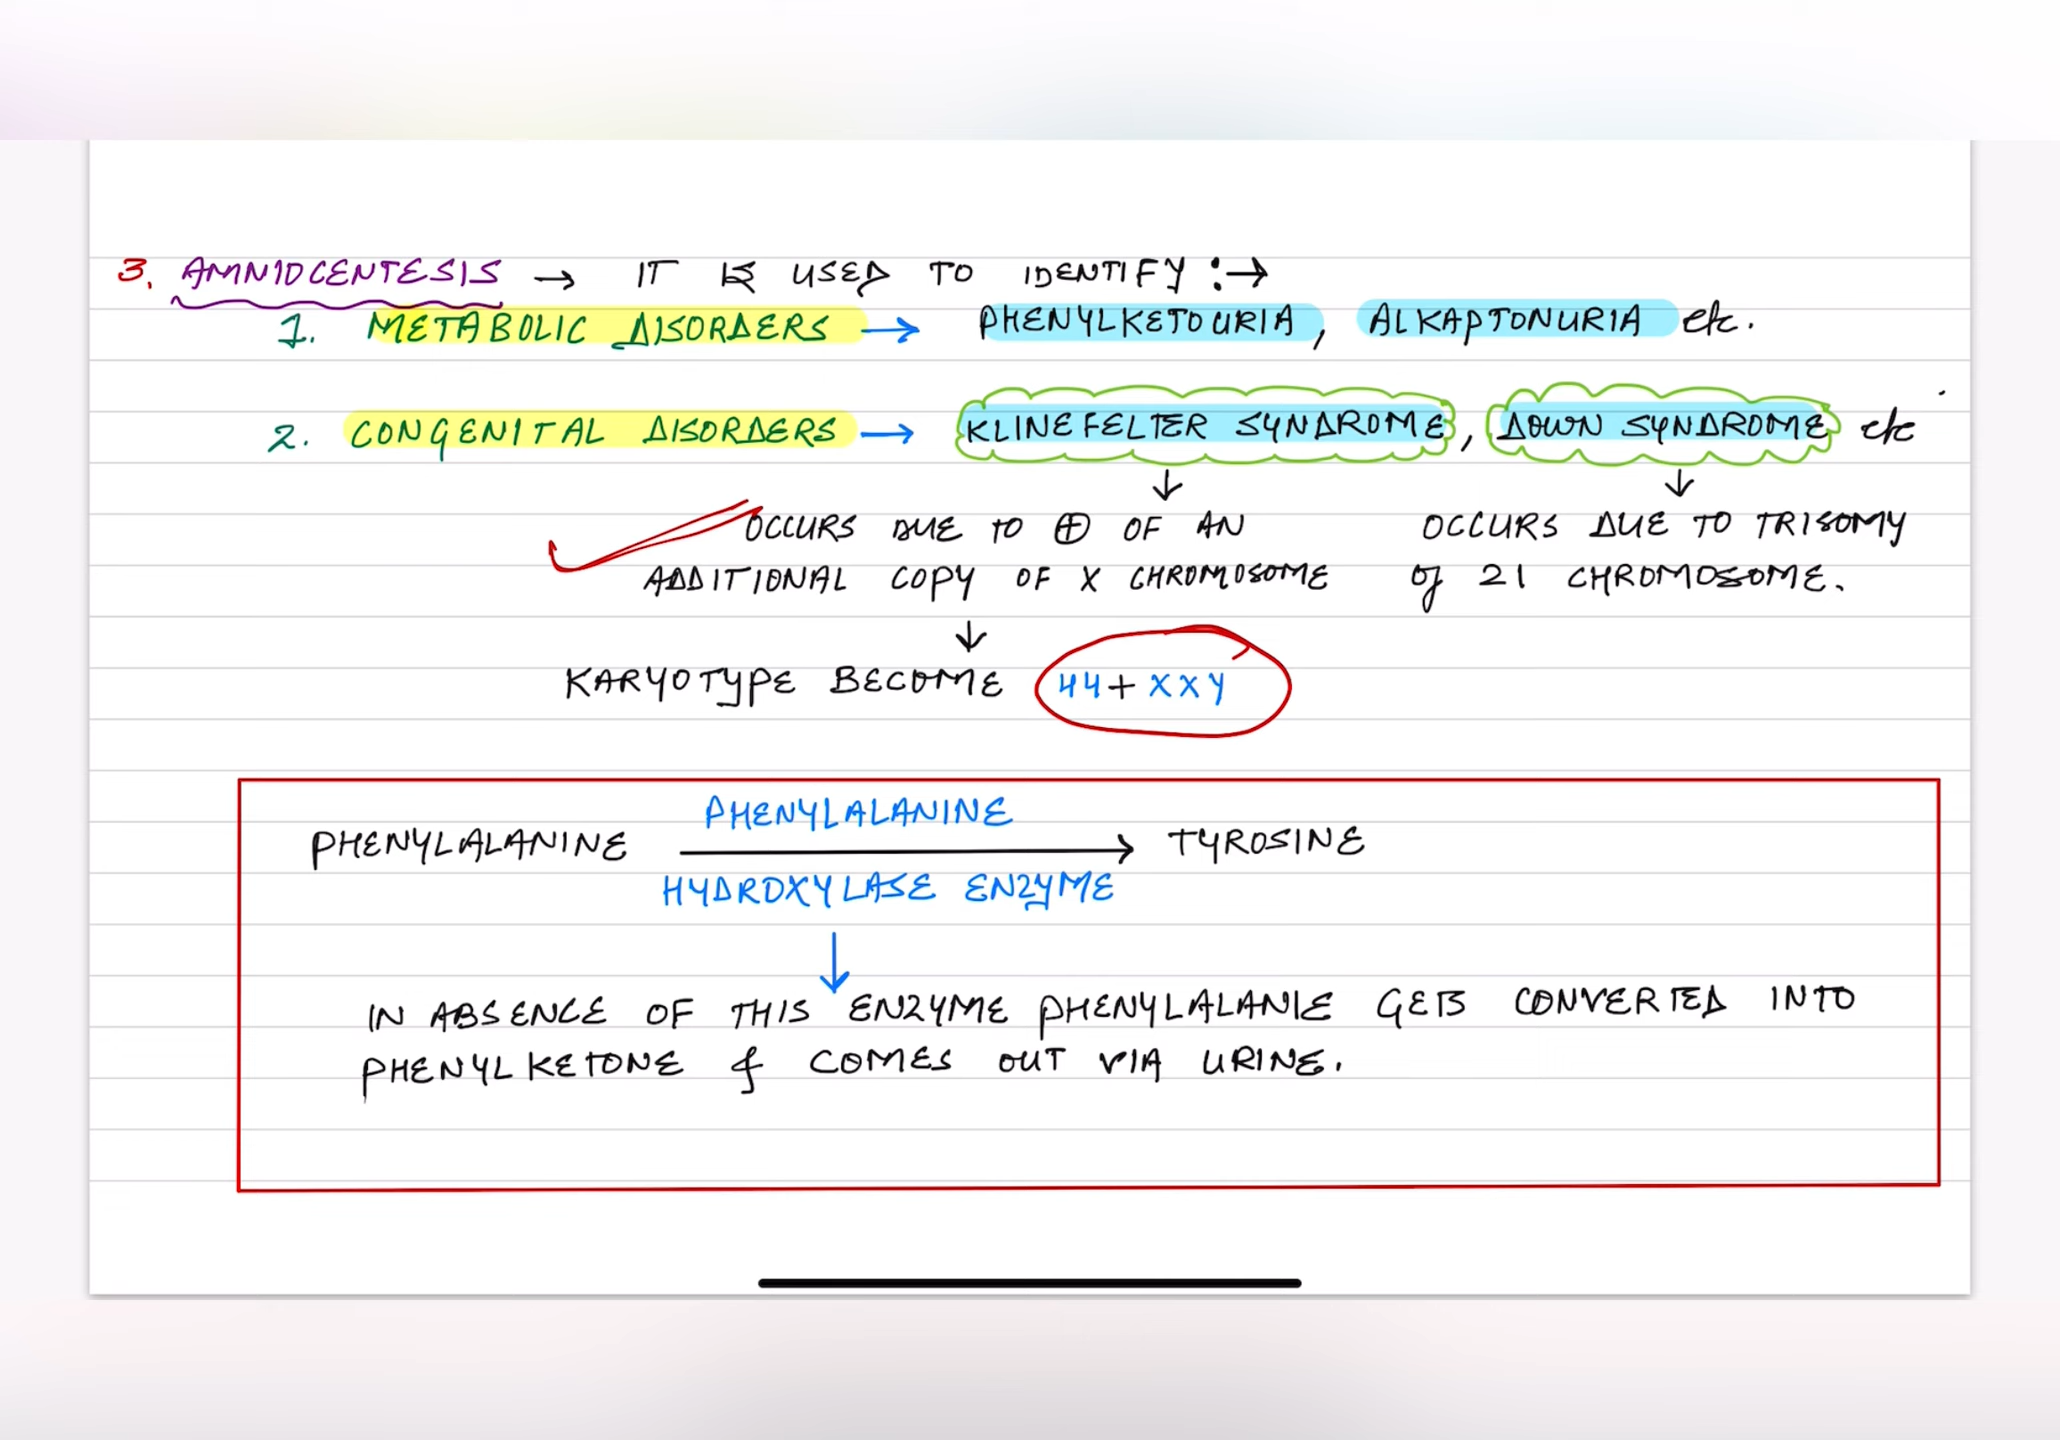 3. AMNIOCENTESIS → IT IS USED TO IDENTIFY :→
1. METABOLIC DISORDERS → PHENYLKETOURIA, ALKAPTONURIA etc.
2. CONGENITAL DISORDERS → KLINEFELTER SYNDROME, DOWN SYNDROME etc
↓ ↓
OCCURS DUE TO ⊕ OF AN OCCURS DUE TO TRISOMY
ADDITIONAL COPY OF X CHROMOSOME of 21 CHROMOSOME.
↓
KARYOTYPE BECOME 44+XXY
PHENYLALANINE
PHENYLALANINE → TYROSINE
HYDROXYLASE ENZYME
↓
IN ABSENCE OF THIS ENZYME PHENYLALANIE GETS CONVERTED INTO
PHENYLKETONE & COMES OUT VIA URINE.